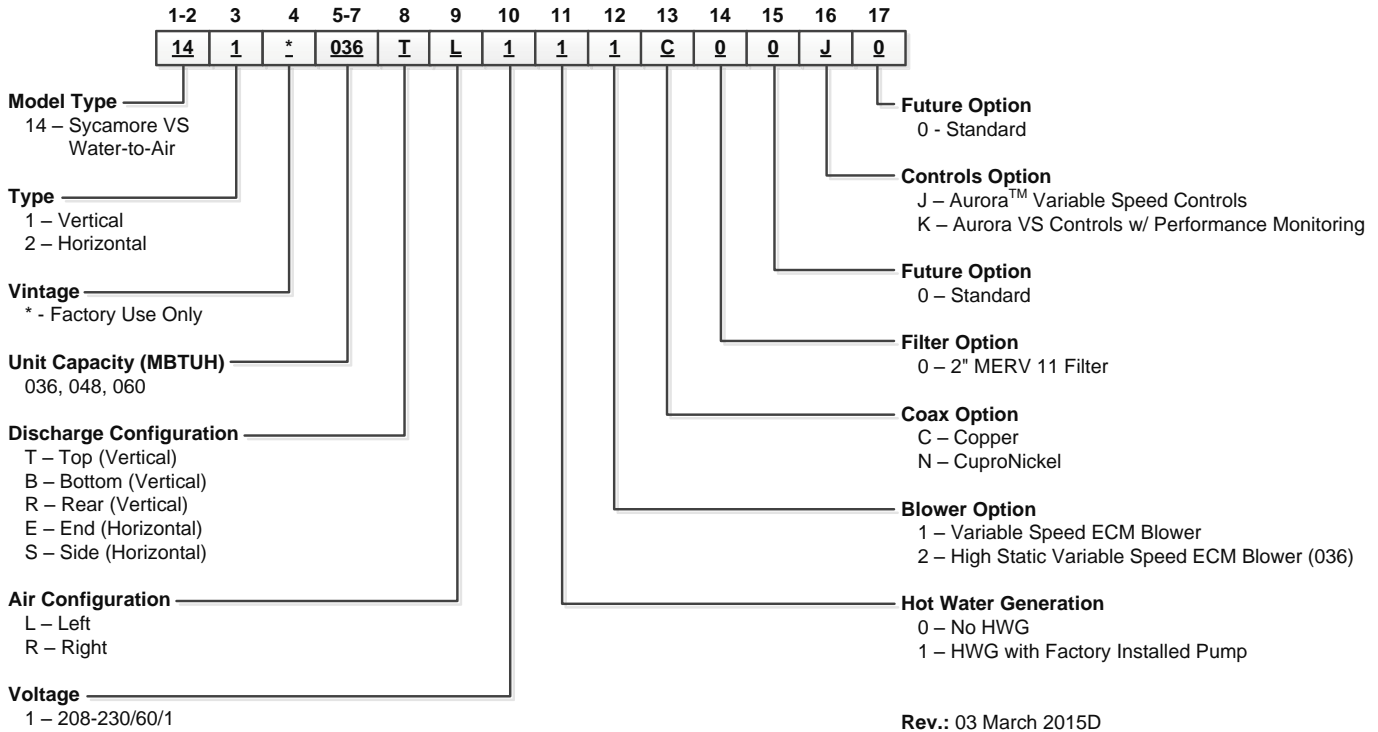 1-2 3 4 5-7 8 9 10 11 12 13 14 15 16 17
14 1 * 036 T L 1 1 1 C 0 0 J 0
Model Type
14 – Sycamore VS
Water-to-Air
Type
1 – Vertical
2 – Horizontal
Vintage
* - Factory Use Only
Unit Capacity (MBTUH)
036, 048, 060
Discharge Configuration
T – Top (Vertical)
B – Bottom (Vertical)
R – Rear (Vertical)
E – End (Horizontal)
S – Side (Horizontal)
Air Configuration
L – Left
R – Right
Voltage
1 – 208-230/60/1
Future Option
0 - Standard
Controls Option
J – Aurora™ Variable Speed Controls
K – Aurora VS Controls w/ Performance Monitoring
Future Option
0 – Standard
Filter Option
0 – 2" MERV 11 Filter
Coax Option
C – Copper
N – CuproNickel
Blower Option
1 – Variable Speed ECM Blower
2 – High Static Variable Speed ECM Blower (036)
Hot Water Generation
0 – No HWG
1 – HWG with Factory Installed Pump
Rev.: 03 March 2015D